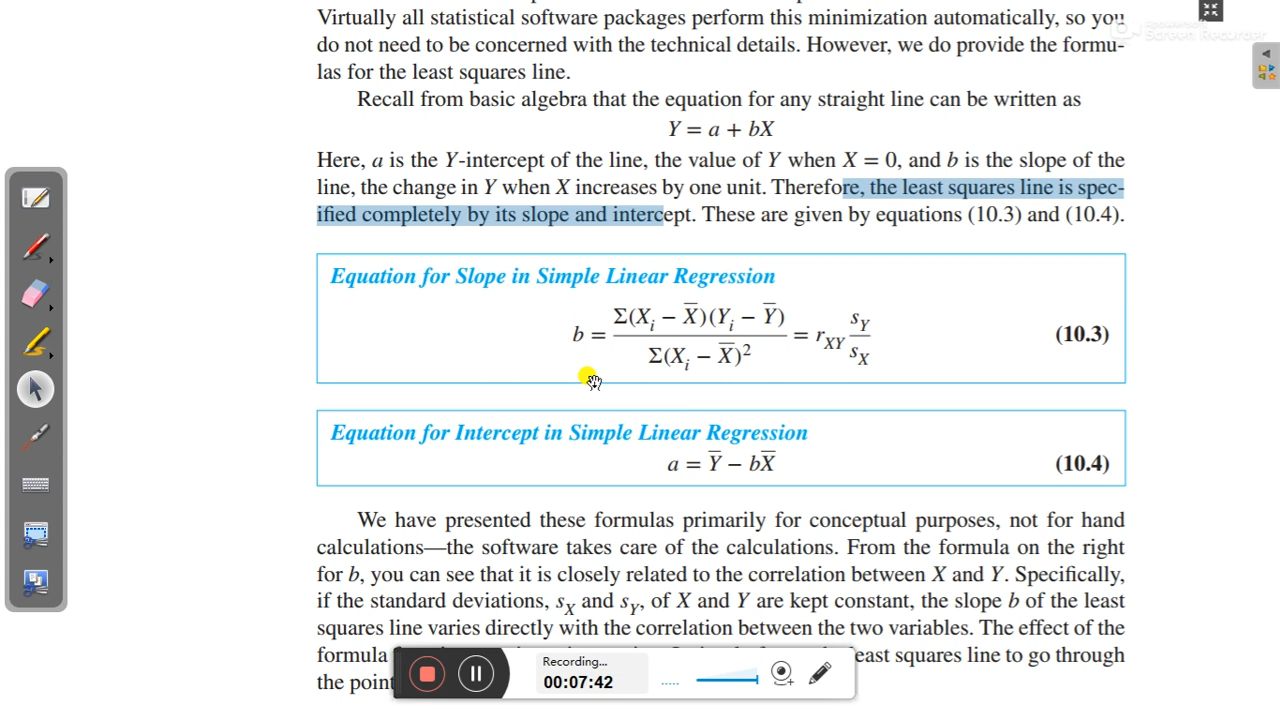 Virtually all statistical software packages perform this minimization automatically, so you
do not need to be concerned with the technical details. However, we do provide the formu-
las for the least squares line.
Recall from basic algebra that the equation for any straight line can be written as
Y = a + bX
Here, a is the Y-intercept of the line, the value of Y when X = 0, and b is the slope of the
line, the change in Y when X increases by one unit. Therefore, the least squares line is spec-
ified completely by its slope and intercept. These are given by equations (10.3) and (10.4).
Equation for Slope in Simple Linear Regression
b = Σ(Xᵢ − X̅)(Yᵢ − Y̅) / Σ(Xᵢ − X̅)² = r_XY s_Y / s_X (10.3)
Equation for Intercept in Simple Linear Regression
a = Y̅ − bX̅ (10.4)
We have presented these formulas primarily for conceptual purposes, not for hand
calculations—the software takes care of the calculations. From the formula on the right
for b, you can see that it is closely related to the correlation between X and Y. Specifically,
if the standard deviations, s_X and s_Y, of X and Y are kept constant, the slope b of the least
squares line varies directly with the correlation between the two variables. The effect of the
formula east squares line to go through
the point
Screen Recorder
Recording...
00:07:42